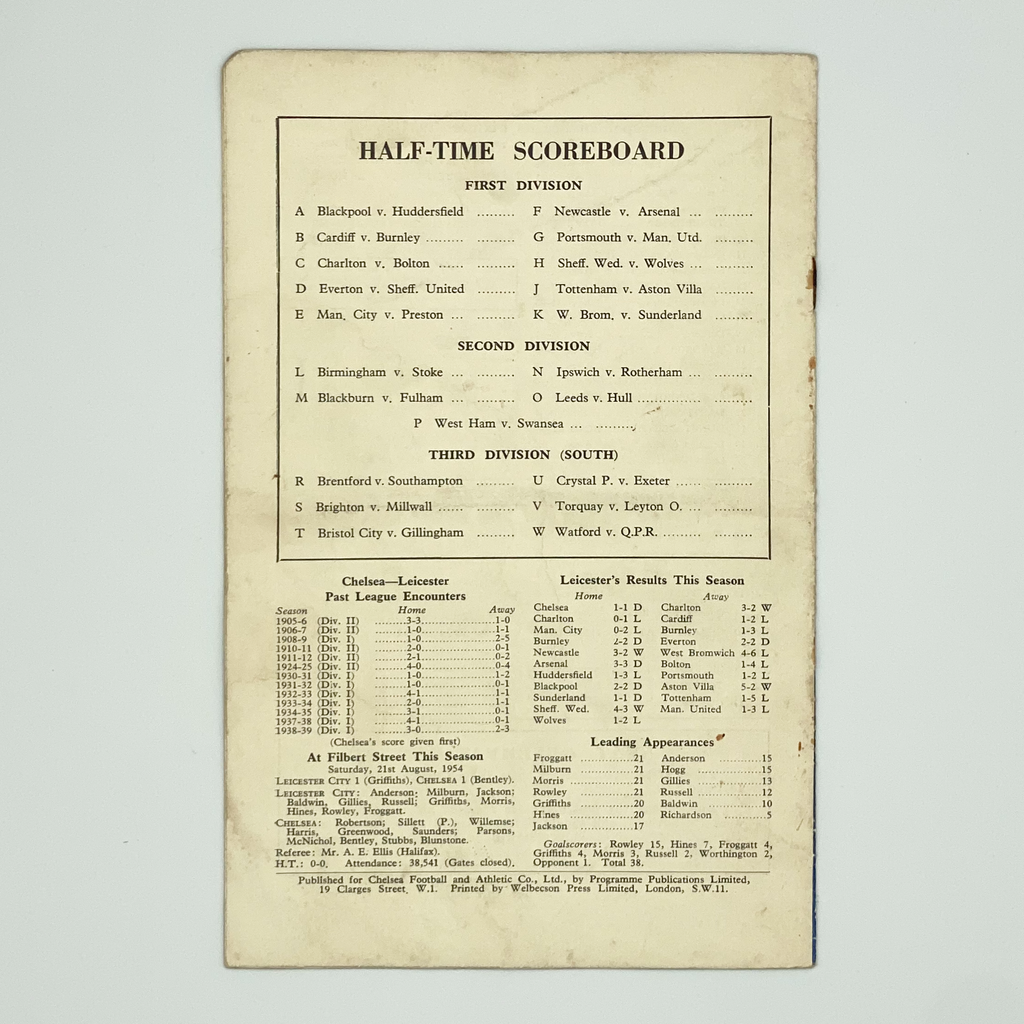 HALF-TIME SCOREBOARD
FIRST DIVISION
A Blackpool v. Huddersfield ......... F Newcastle v. Arsenal ... .........
B Cardiff v. Burnley ......... ......... G Portsmouth v. Man. Utd. .........
C Charlton v. Bolton ...... ......... H Sheff. Wed. v. Wolves ... .........
D Everton v. Sheff. United ......... J Tottenham v. Aston Villa .........
E Man. City v. Preston ... ......... K W. Brom. v. Sunderland .........
SECOND DIVISION
L Birmingham v. Stoke ... ......... N Ipswich v. Rotherham ... .........
M Blackburn v. Fulham ... ......... O Leeds v. Hull ............... .........
P West Ham v. Swansea ... .........
THIRD DIVISION (SOUTH)
R Brentford v. Southampton ......... U Crystal P. v. Exeter ...... .........
S Brighton v. Millwall ...... ......... V Torquay v. Leyton O. ... .........
T Bristol City v. Gillingham ......... W Watford v. Q.P.R. ......... .........
Chelsea—Leicester
Past League Encounters
Season Home Away
1905-6 (Div. II) .........3-3.....................1-0
1906-7 (Div. II) .........1-0.....................1-1
1908-9 (Div. I) .........1-0.....................2-5
1910-11 (Div. II) .........2-0.....................0-1
1911-12 (Div. II) .........2-1.....................0-2
1924-25 (Div. II) .........4-0.....................0-4
1930-31 (Div. I) .........1-0.....................1-2
1931-32 (Div. I) .........1-0.....................0-1
1932-33 (Div. I) .........4-1.....................1-1
1933-34 (Div. I) .........2-0.....................1-1
1934-35 (Div. I) .........3-1.....................0-1
1937-38 (Div. I) .........4-1.....................0-1
1938-39 (Div. I) .........3-0.....................2-3
(Chelsea's score given first)
At Filbert Street This Season
Saturday, 21st August, 1954
LEICESTER CITY 1 (Griffiths), CHELSEA 1 (Bentley).
LEICESTER CITY: Anderson; Milburn, Jackson;
Baldwin, Gillies, Russell; Griffiths, Morris,
Hines, Rowley, Froggatt.
CHELSEA: Robertson; Sillett (P.), Willemse;
Harris, Greenwood, Saunders; Parsons,
McNichol, Bentley, Stubbs, Blunstone.
Referee: Mr. A. E. Ellis (Halifax).
H.T.: 0-0. Attendance: 38,541 (Gates closed).
Leicester's Results This Season
Home Away
Chelsea 1-1 D Charlton 3-2 W
Charlton 0-1 L Cardiff 1-2 L
Man. City 0-2 L Burnley 1-3 L
Burnley 2-2 D Everton 2-2 D
Newcastle 3-2 W West Bromwich 4-6 L
Arsenal 3-3 D Bolton 1-4 L
Huddersfield 1-3 L Portsmouth 1-2 L
Blackpool 2-2 D Aston Villa 5-2 W
Sunderland 1-1 D Tottenham 1-5 L
Sheff. Wed. 4-3 W Man. United 1-3 L
Wolves 1-2 L
Leading Appearances
Froggatt ...............21 Anderson ...........15
Milburn ...............21 Hogg ...............15
Morris ...............21 Gillies ...............13
Rowley ...............21 Russell ...............12
Griffiths ...............20 Baldwin ...............10
Hines ...............20 Richardson ...............5
Jackson ...............17
Goalscorers: Rowley 15, Hines 7, Froggatt 4,
Griffiths 4, Morris 3, Russell 2, Worthington 2,
Opponent 1. Total 38.
Published for Chelsea Football and Athletic Co., Ltd., by Programme Publications Limited,
19 Clarges Street, W.1. Printed by Welbecson Press Limited, London, S.W.11.